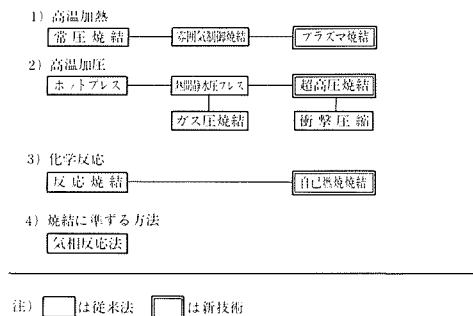 1) 高温加熱
常圧焼結 雰囲気制御焼結 プラズマ焼結
2) 高温加圧
ホットプレス 熱間静水圧プレス 超高圧焼結
ガス圧焼結 衝撃圧縮
3) 化学反応
反応焼結 自己燃焼焼結
4) 焼結に準ずる方法
気相反応法
注) は従来法 は新技術